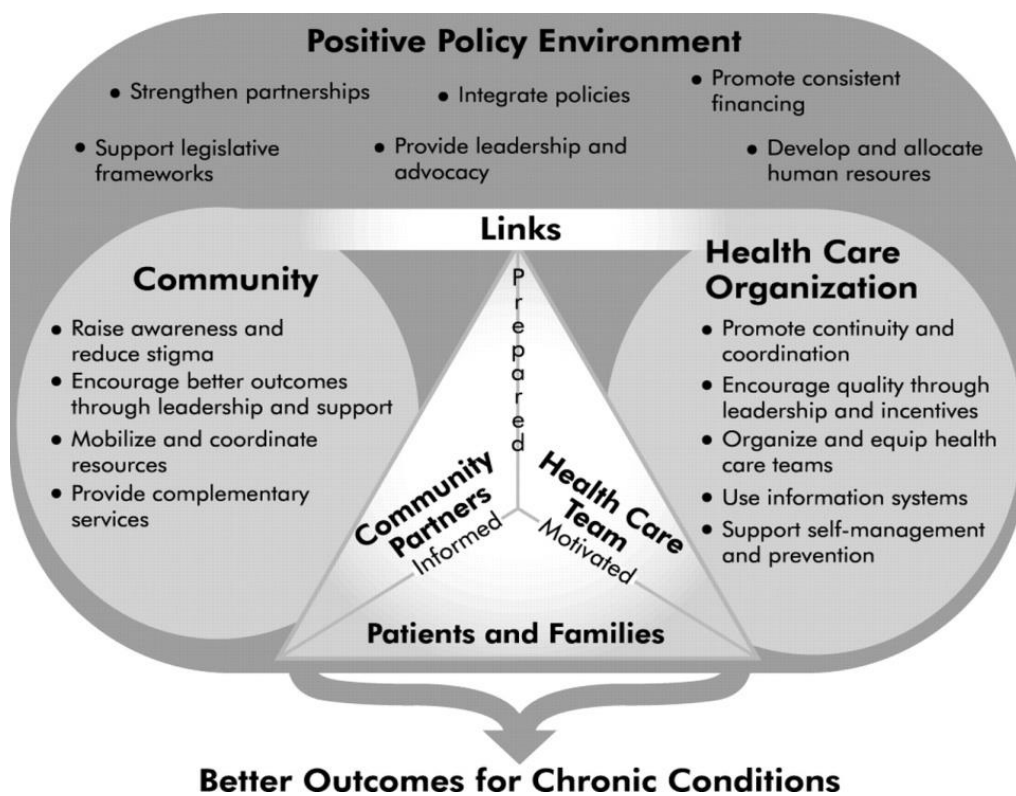 Positive Policy Environment
• Strengthen partnerships
• Integrate policies
• Promote consistent
financing
• Support legislative
frameworks
• Provide leadership and
advocacy
• Develop and allocate
human resoures
Links
Community
• Raise awareness and
reduce stigma
• Encourage better outcomes
through leadership and support
• Mobilize and coordinate
resources
• Provide complementary
services
Prepared
Community
Partners
Informed
Health Care
Team
Motivated
Patients and Families
Health Care
Organization
• Promote continuity and
coordination
• Encourage quality through
leadership and incentives
• Organize and equip health
care teams
• Use information systems
• Support self-management
and prevention
Better Outcomes for Chronic Conditions